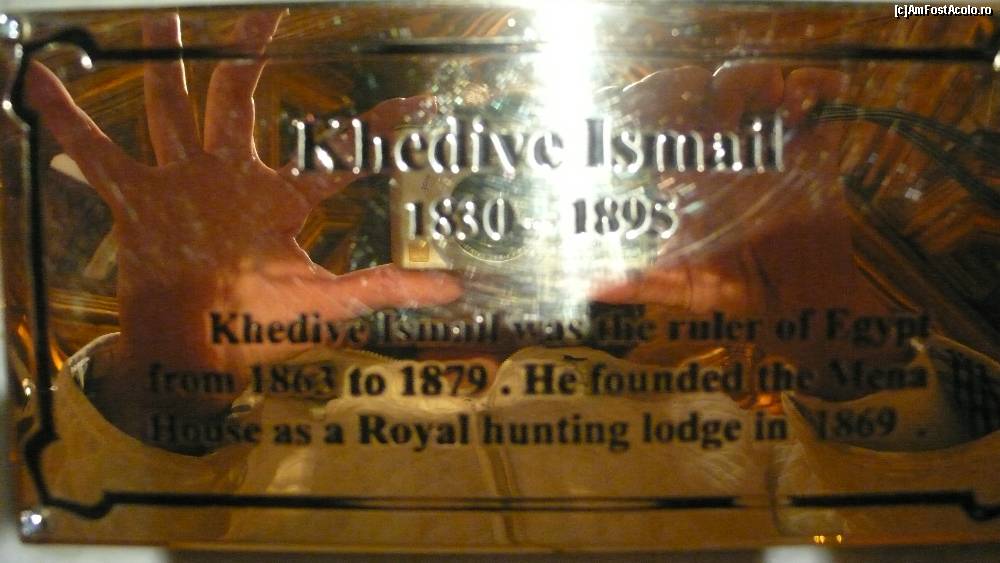 [c]AmFostAcolo.ro
Khedive Ismail
1830 - 1895
Khedive Ismail was the ruler of Egypt
from 1863 to 1879 . He founded the Mena
House as a Royal hunting lodge in 1869 .